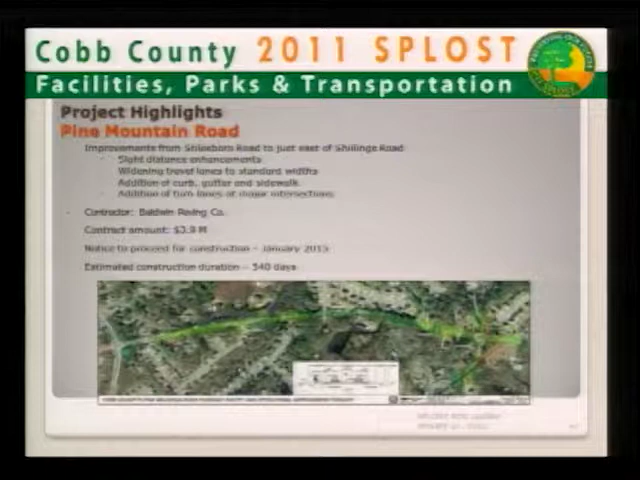 Cobb County 2011 SPLOST
Facilities, Parks & Transportation
Project Highlights
Pine Mountain Road
Improvements from Stilesboro Road to just east of Shillings Road
Sight distance enhancements
Widening travel lanes to standard widths
Addition of curb, gutter and sidewalk
Addition of turn lanes at major intersections
Contractor: Baldwin Paving Co.
Contract amount: $3.9 M
Notice to proceed for construction – January 2015
Estimated construction duration – 540 days